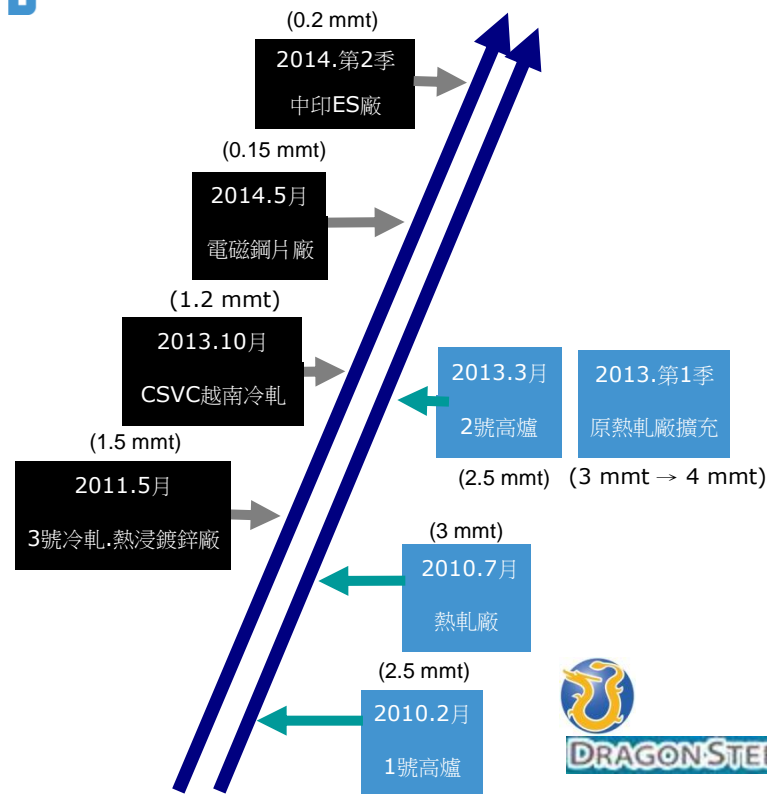 (0.2 mmt)
2014.第2季
中印ES廠
(0.15 mmt)
2014.5月
電磁鋼片廠
(1.2 mmt)
2013.10月
CSVC越南冷軋
2013.3月
2號高爐
(2.5 mmt)
2013.第1季
原熱軋廠擴充
(3 mmt → 4 mmt)
(1.5 mmt)
2011.5月
3號冷軋.熱浸鍍鋅廠
(3 mmt)
2010.7月
熱軋廠
(2.5 mmt)
2010.2月
1號高爐
DRAGON STEE